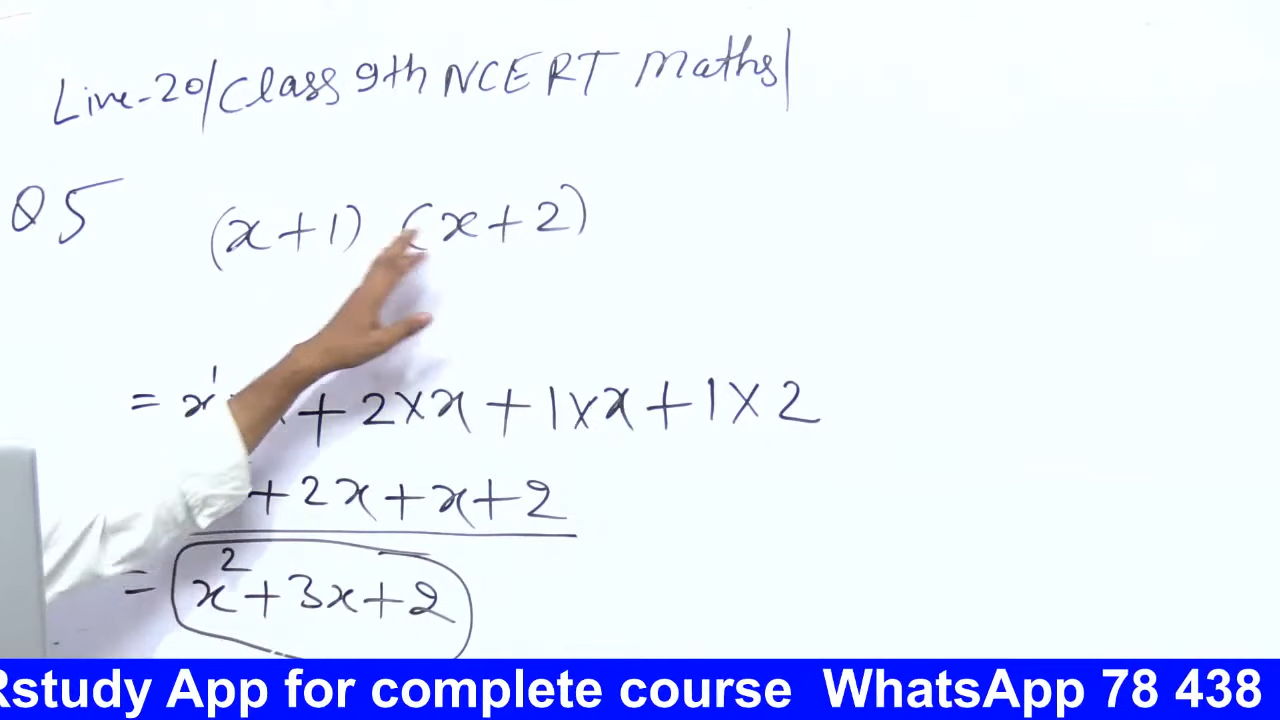 Live-20/Class 9th NCERT Maths/
Q5 (x+1) (x+2)
= x¹ + 2×x + 1×x + 1×2
+ 2x + x + 2
= x² + 3x + 2
Rstudy App for complete course WhatsApp 78 438